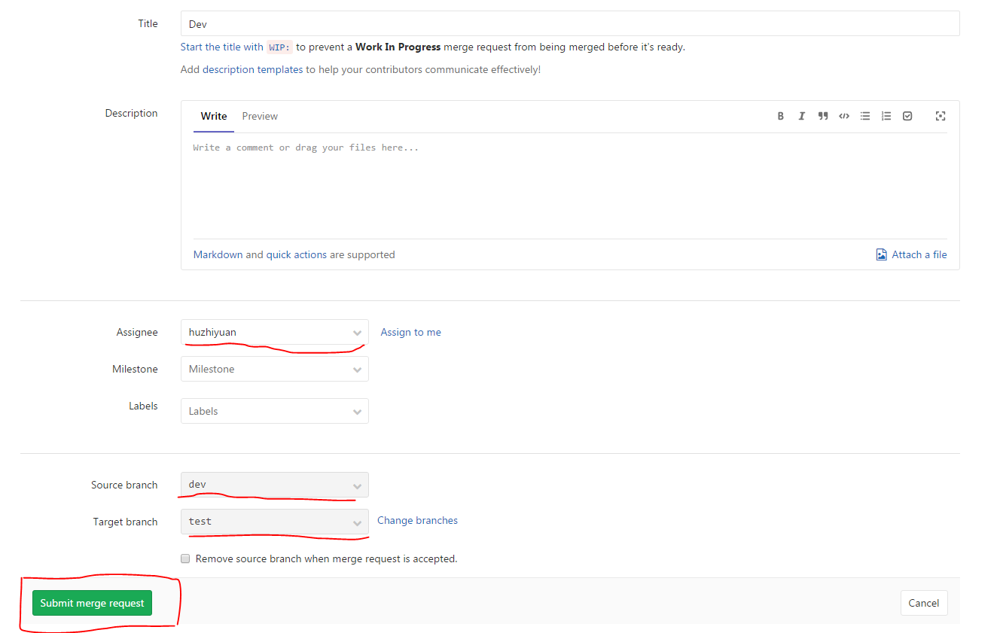 Title
Dev
Start the title with WIP: to prevent a Work In Progress merge request from being merged before it's ready.
Add description templates to help your contributors communicate effectively!
Description
Write Preview
Write a comment or drag your files here...
Markdown and quick actions are supported
Attach a file
Assignee
huzhiyuan
Assign to me
Milestone
Milestone
Labels
Labels
Source branch
dev
Target branch
test
Change branches
Remove source branch when merge request is accepted.
Submit merge request
Cancel